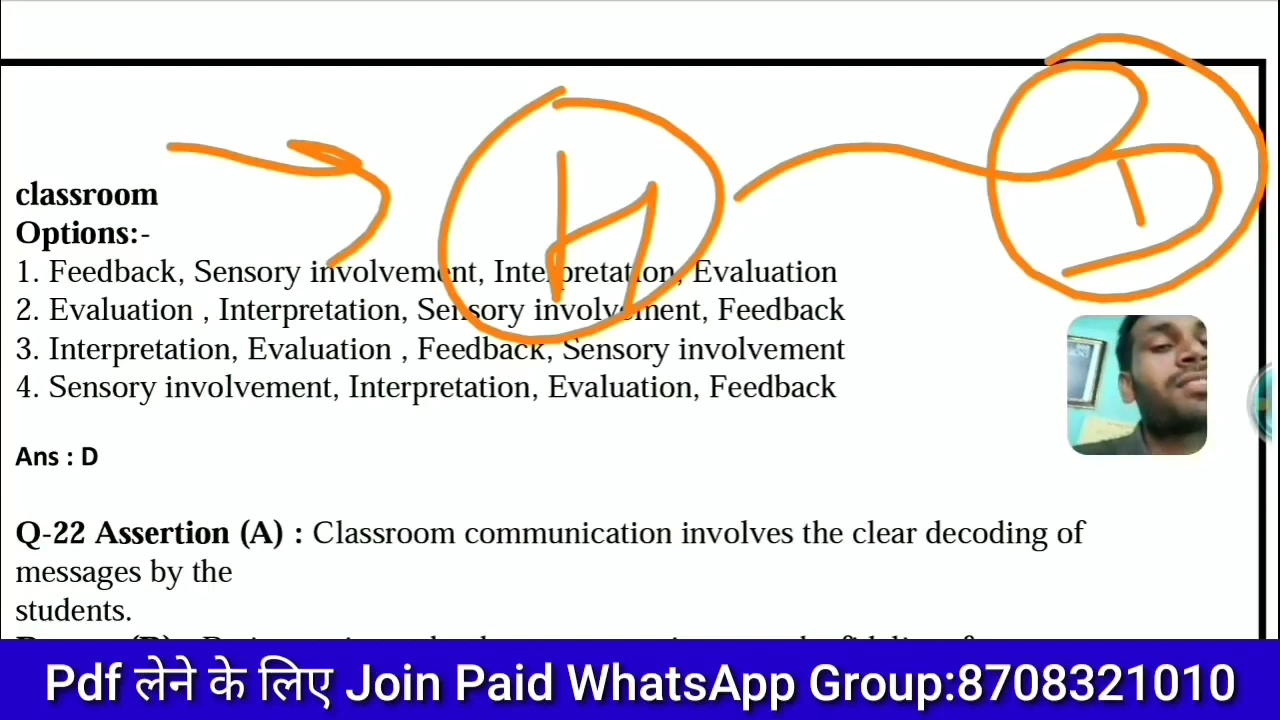 classroom
Options:-
1. Feedback, Sensory involvement, Interpretation, Evaluation
2. Evaluation , Interpretation, Sensory involvement, Feedback
3. Interpretation, Evaluation , Feedback, Sensory involvement
4. Sensory involvement, Interpretation, Evaluation, Feedback
Ans : D
Q-22 Assertion (A) : Classroom communication involves the clear decoding of
messages by the
students.
Pdf लेने के लिए Join Paid WhatsApp Group:8708321010